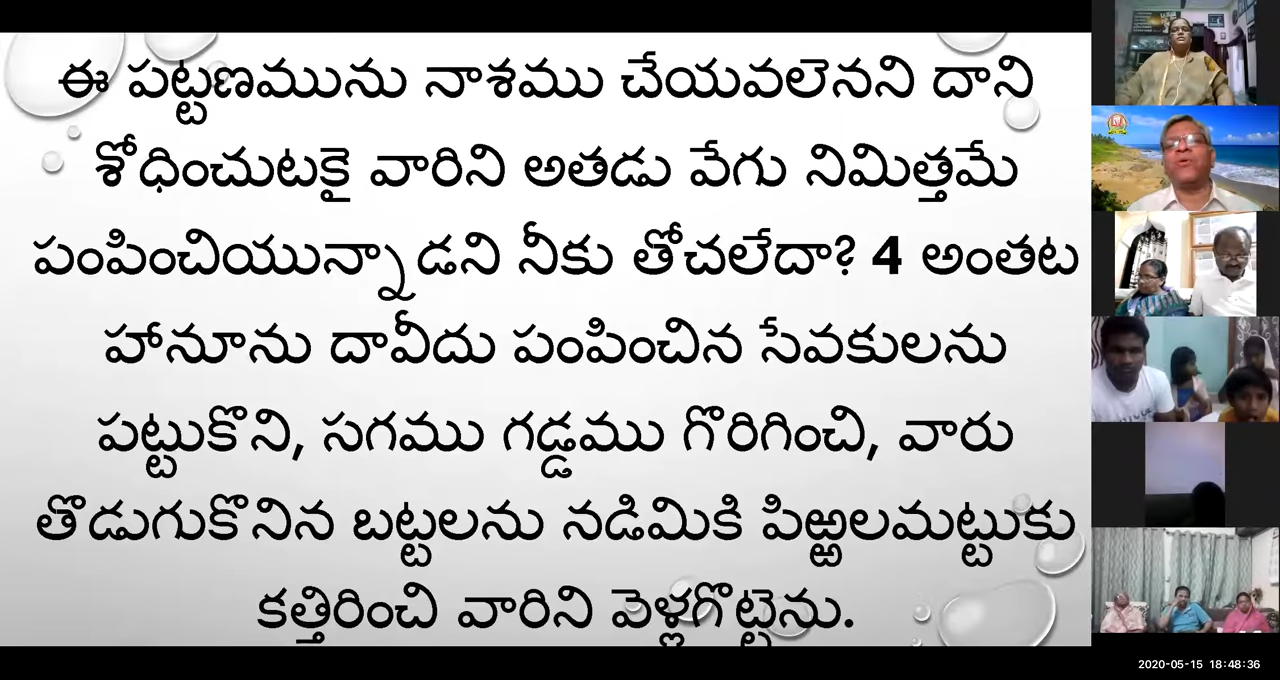 ఈ పట్టణమును నాశము చేయవలెనని దాని
శోధించుటకై వారిని అతడు వేగు నిమిత్తమే
పంపించియున్నాడని నీకు తోచలేదా? 4 అంతట
హానూను దావీదు పంపించిన సేవకులను
పట్టుకొని, సగము గడ్డము గొరిగించి, వారు
తొడుగుకొనిన బట్టలను నడిమికి పిఱ్ఱలమట్టుకు
కత్తిరించి వారిని వెళ్లగొట్టెను.
2020-05-15 18:48:36